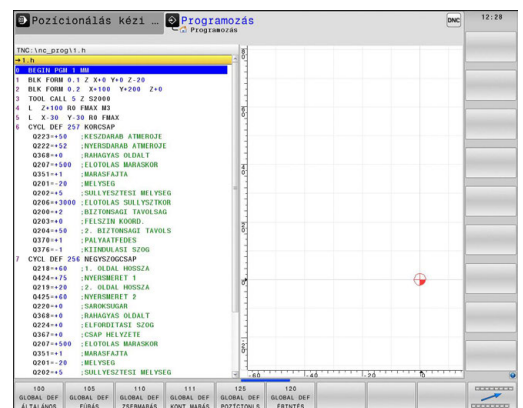 Pozícionálás kézi ...
Programozás
Programozás
DNC
12:28
TNC:\nc_prog\1.h
→1.h
0 BEGIN PGM 1 MM
1 BLK FORM 0.1 Z X+0 Y+0 Z-20
2 BLK FORM 0.2 X+100 Y+200 Z+0
3 TOOL CALL 5 Z S2000
4 L Z+100 R0 FMAX M3
5 L X-30 Y-30 R0 FMAX
6 CYCL DEF 257 KORCSAP
Q223=+50 ;KESZDARAB ATMEROJE
Q222=+52 ;NYERSDARAB ATMEROJE
Q368=+0 ;RAHAGYAS OLDALT
Q207=+500 ;ELOTOLAS MARASKOR
Q351=+1 ;MARASFAJTA
Q201=-20 ;MELYSEG
Q202=+5 ;SULLYESZTESI MELYSEG
Q206=+3000 ;ELOTOLAS SULLYSZTKOR
Q200=+2 ;BIZTONSAGI TAVOLSAG
Q203=+0 ;FELSZIN KOORD.
Q204=+50 ;2. BIZTONSAGI TAVOLS
Q370=+1 ;PALYAATFEDES
Q376=-1 ;KIINDULASI SZOG
7 CYCL DEF 256 NEGYSZOGCSAP
Q218=+60 ;1. OLDAL HOSSZA
Q424=+75 ;NYERSMERET 1
Q219=+20 ;2. OLDAL HOSSZA
Q425=+60 ;NYERSMERET 2
Q220=+0 ;SAROKSUGAR
Q368=+0 ;RAHAGYAS OLDALT
Q224=+0 ;ELFORDITASI SZOG
Q367=+0 ;CSAP HELYZETE
Q207=+500 ;ELOTOLAS MARASKOR
Q351=+1 ;MARASFAJTA
Q201=-20 ;MELYSEG
Q202=+5 ;SULLYESZTESI MELYSEG
-60 -40 -20 0
100 GLOBAL DEF ÁLTALÁNOS
105 GLOBAL DEF FÚRÁS
110 GLOBAL DEF ZSEBMARÁS
111 GLOBAL DEF KONT.MARÁS
125 GLOBAL DEF
120 GLOBAL DEF ÉRINTÉS